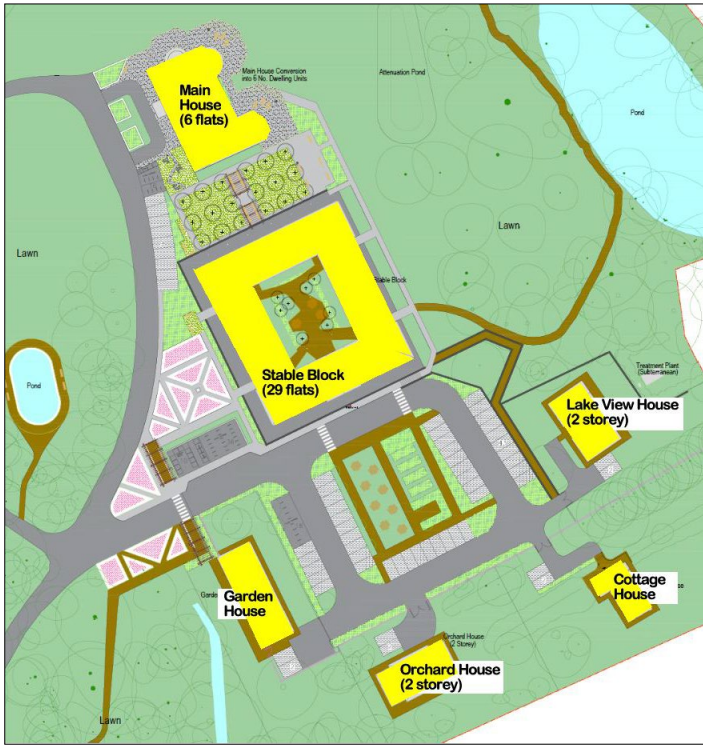 Main
House
(6 flats)
Main House Conversion
into 6 No. Dwelling Units
Attenuation Pond
Pond
Lawn
Lawn
Stable Block
Stable Block
(29 flats)
Pond
Treatment Plant
(Subterranean)
Lake View House
(2 storey)
Garden
House
Cottage
House
Orchard House
(2 Storey)
Orchard House
(2 storey)
Lawn